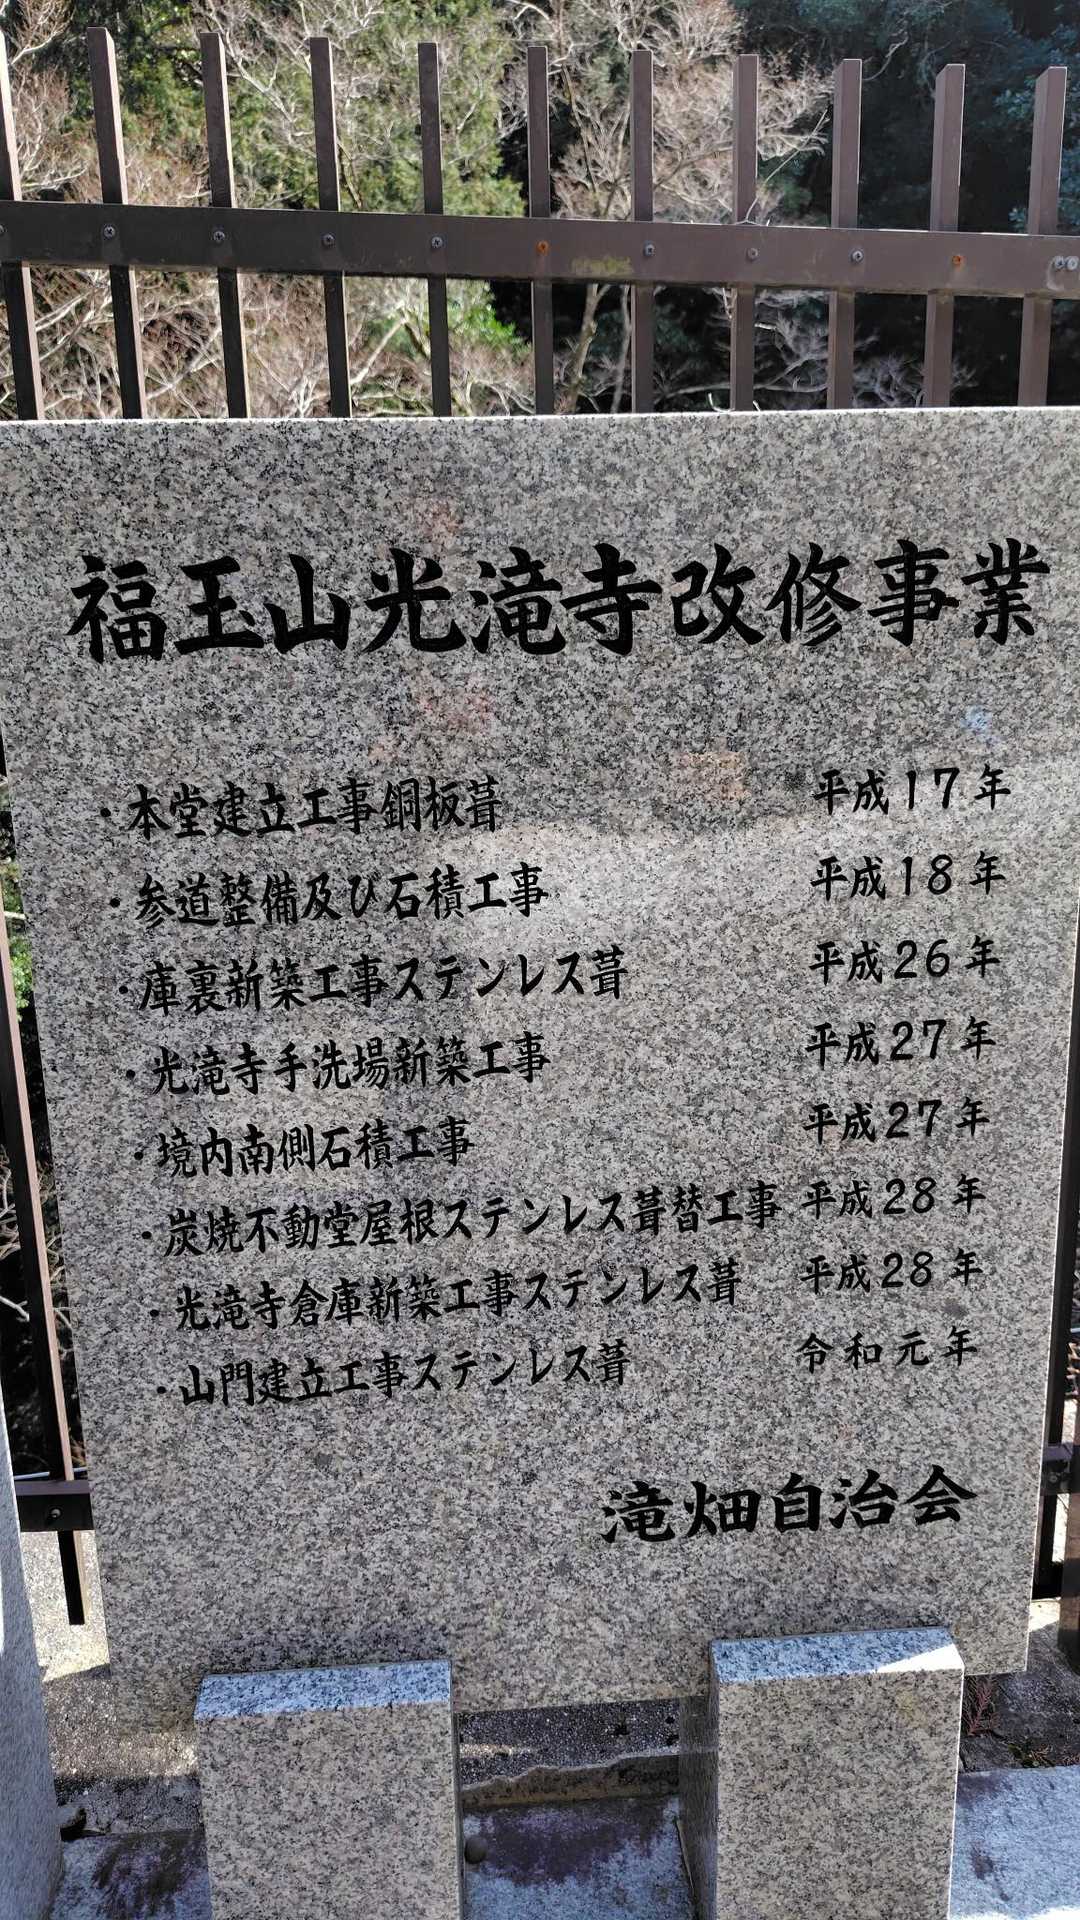 福玉山光滝寺改修事業
・本堂建立工事銅板葺 平成17年
・参道整備及び石積工事 平成18年
・庫裏新築工事ステンレス葺 平成26年
・光滝寺手洗場新築工事 平成27年
・境内南側石積工事 平成27年
・炭焼不動堂屋根ステンレス葺替工事 平成28年
・光滝寺倉庫新築工事ステンレス葺 平成28年
・山門建立工事ステンレス葺 令和元年
滝畑自治会